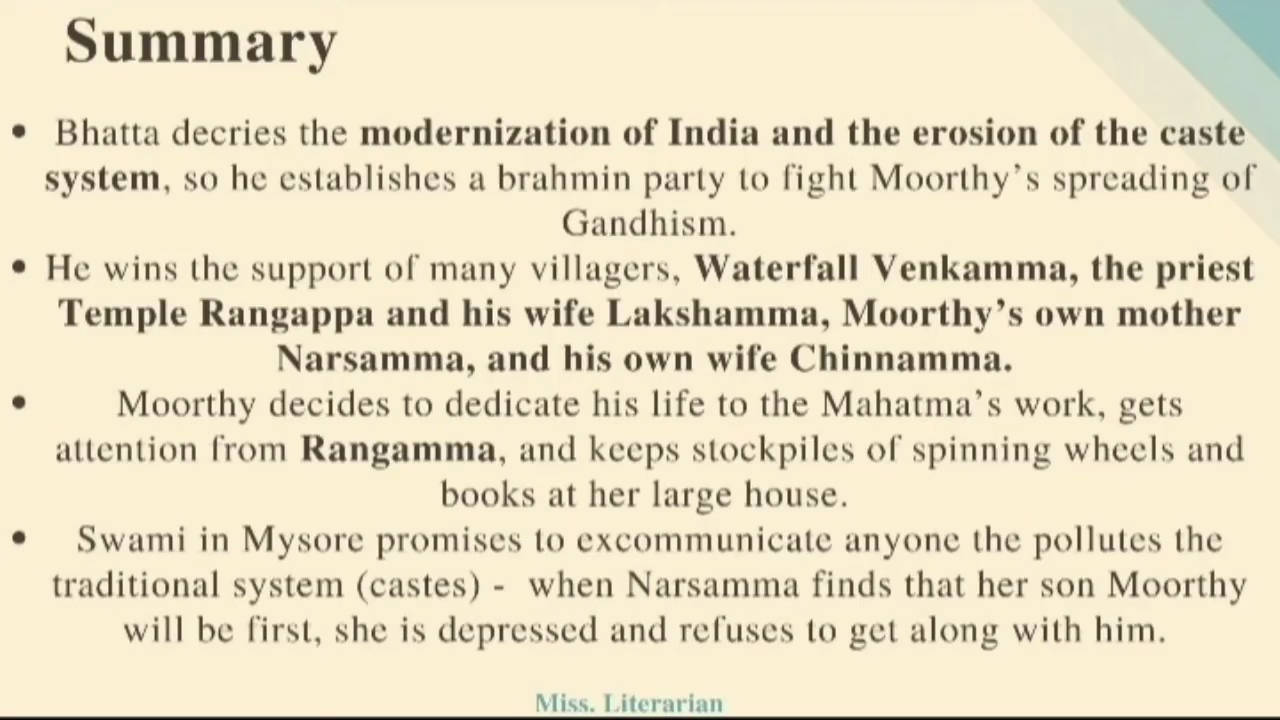 Summary
• Bhatta decries the modernization of India and the erosion of the caste
system, so he establishes a brahmin party to fight Moorthy's spreading of
Gandhism.
• He wins the support of many villagers, Waterfall Venkamma, the priest
Temple Rangappa and his wife Lakshamma, Moorthy's own mother
Narsamma, and his own wife Chinnamma.
• Moorthy decides to dedicate his life to the Mahatma's work, gets
attention from Rangamma, and keeps stockpiles of spinning wheels and
books at her large house.
• Swami in Mysore promises to excommunicate anyone the pollutes the
traditional system (castes) - when Narsamma finds that her son Moorthy
will be first, she is depressed and refuses to get along with him.
Miss. Literarian